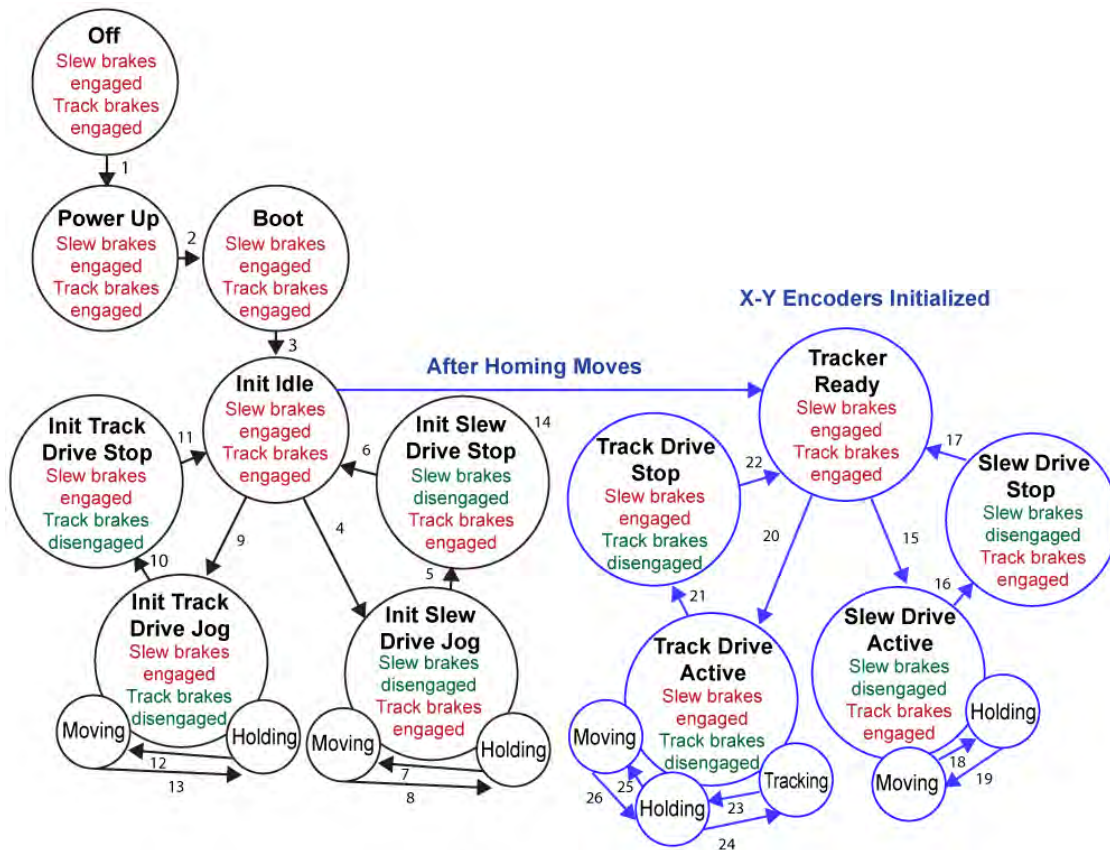 Off
Slew brakes
engaged
Track brakes
engaged
1
Power Up
Slew brakes
engaged
Track brakes
engaged
2
Boot
Slew brakes
engaged
Track brakes
engaged
3
X-Y Encoders Initialized
After Homing Moves
Init Idle
Slew brakes
engaged
Track brakes
engaged
Init Track
Drive Stop
Slew brakes
engaged
Track brakes
disengaged
11
6
Init Slew
Drive Stop
Slew brakes
disengaged
Track brakes
engaged
14
9
4
10
5
Init Track
Drive Jog
Slew brakes
engaged
Track brakes
disengaged
Moving
Holding
12
13
Init Slew
Drive Jog
Slew brakes
disengaged
Track brakes
engaged
Moving
Holding
7
8
Tracker
Ready
Slew brakes
engaged
Track brakes
engaged
Track Drive
Stop
Slew brakes
engaged
Track brakes
disengaged
22
17
Slew Drive
Stop
Slew brakes
disengaged
Track brakes
engaged
20
15
21
16
Track Drive
Active
Slew brakes
engaged
Track brakes
disengaged
Moving
Holding
Tracking
25
26
23
24
Slew Drive
Active
Slew brakes
disengaged
Track brakes
engaged
Holding
Moving
18
19